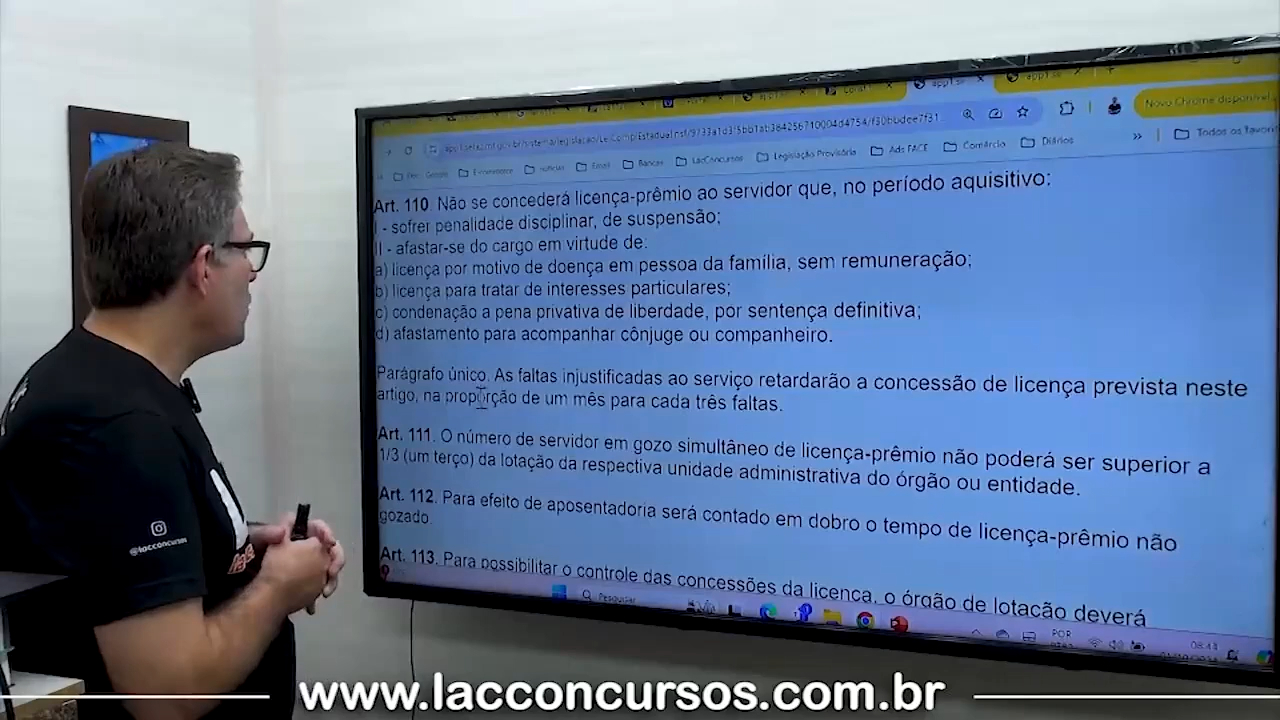 Novo Chrome disponível
Bancas
LacConcursos
Legislação Provisória
Ads FACE
Comércio
Diários
Todos os favori
Art. 110. Não se concederá licença-prêmio ao servidor que, no período aquisitivo:
I - sofrer penalidade disciplinar, de suspensão;
II - afastar-se do cargo em virtude de:
a) licença por motivo de doença em pessoa da família, sem remuneração;
b) licença para tratar de interesses particulares;
c) condenação a pena privativa de liberdade, por sentença definitiva;
d) afastamento para acompanhar cônjuge ou companheiro.
Parágrafo único. As faltas injustificadas ao serviço retardarão a concessão de licença prevista neste
artigo, na proporção de um mês para cada três faltas.
Art. 111. O número de servidor em gozo simultâneo de licença-prêmio não poderá ser superior a
1/3 (um terço) da lotação da respectiva unidade administrativa do órgão ou entidade.
Art. 112. Para efeito de aposentadoria será contado em dobro o tempo de licença-prêmio não
gozado.
Art. 113. Para possibilitar o controle das concessões da licença, o órgão de lotação deverá
Pesquisar
POR
08:44
@lacconcursos
www.lacconcursos.com.br